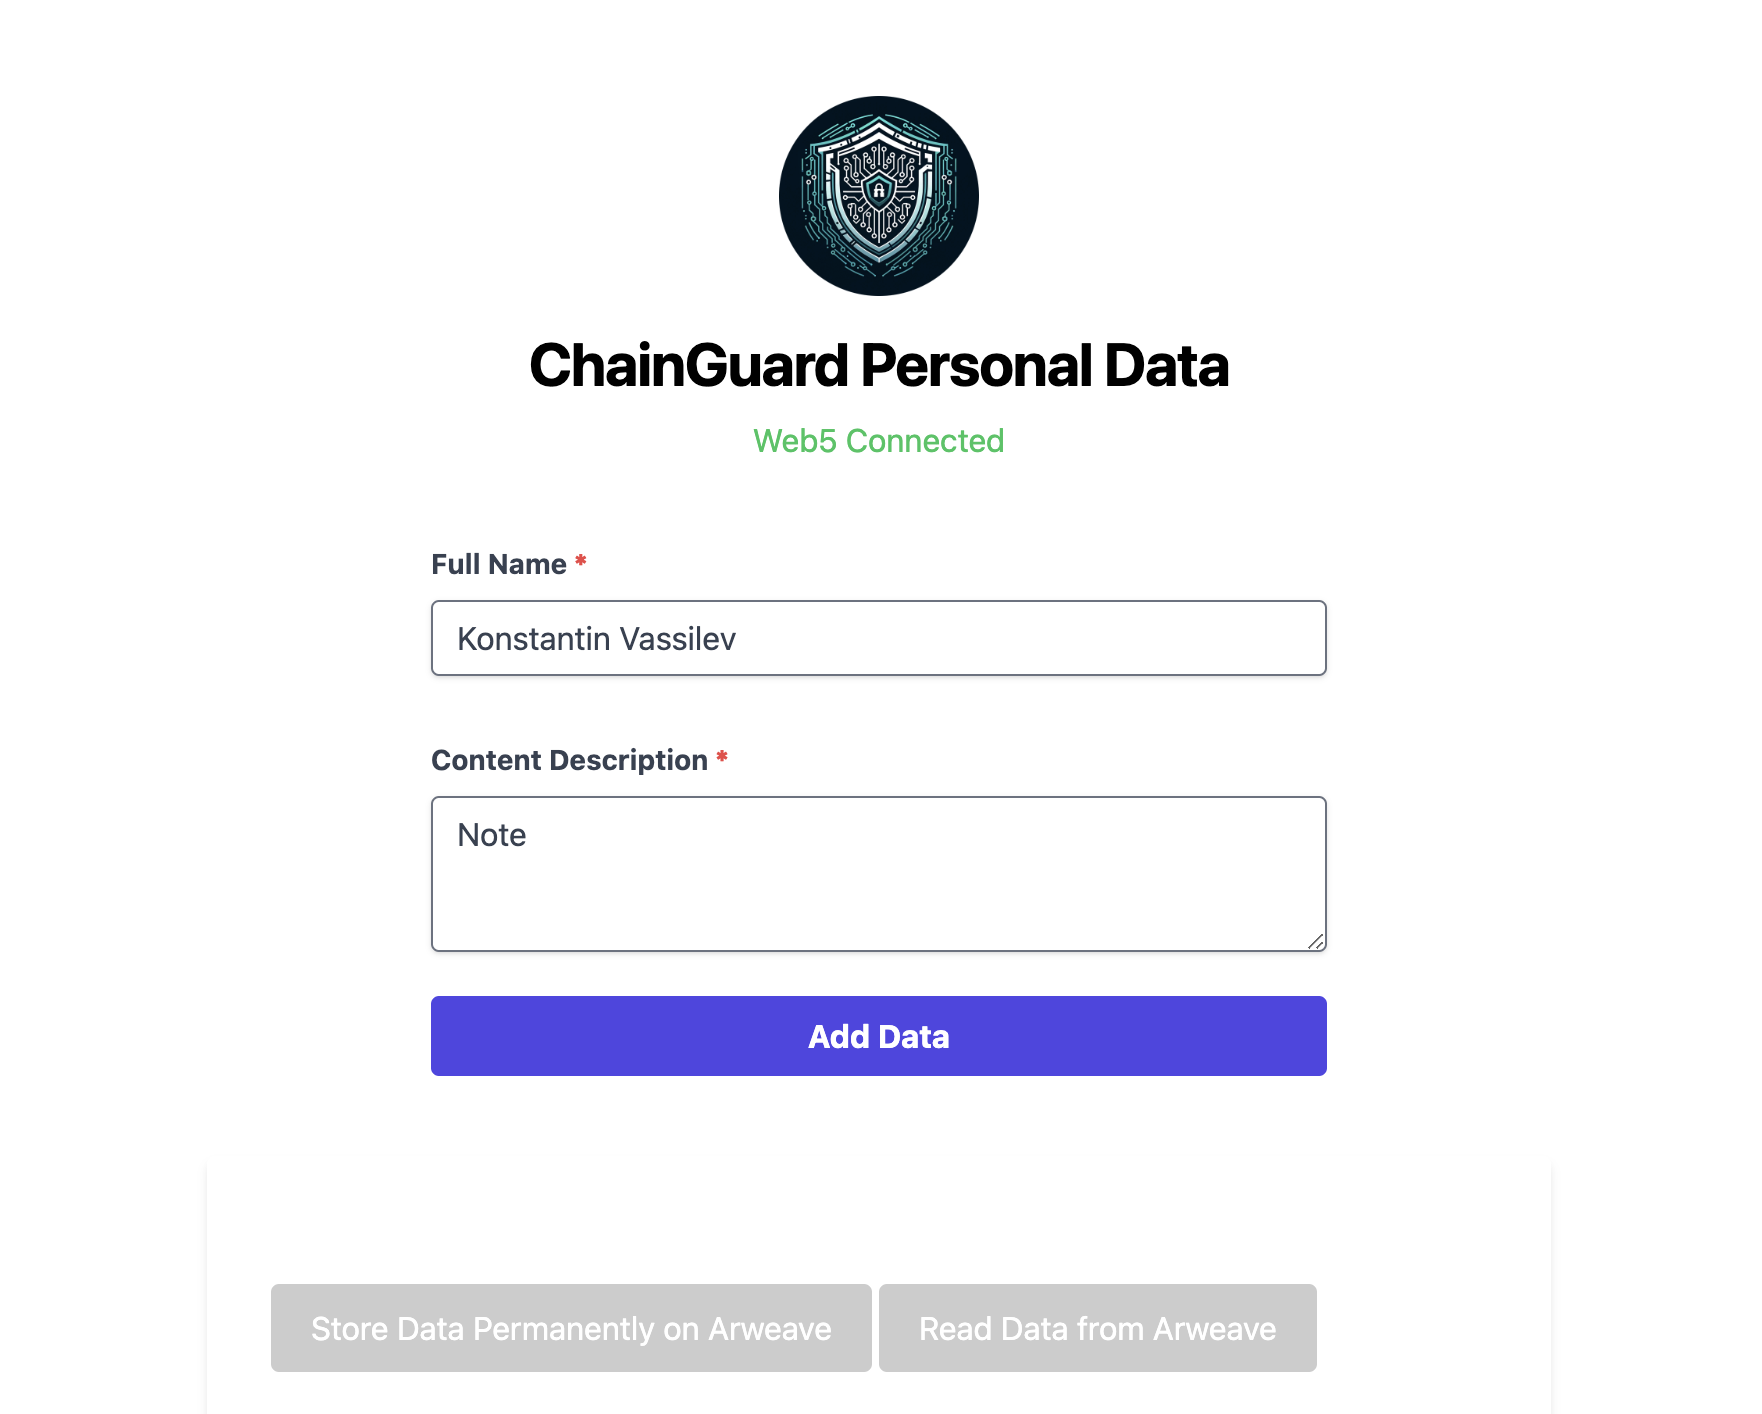 ChainGuard Personal Data
Web5 Connected
Full Name *
Konstantin Vassilev
Content Description *
Note
Add Data
Store Data Permanently on Arweave
Read Data from Arweave